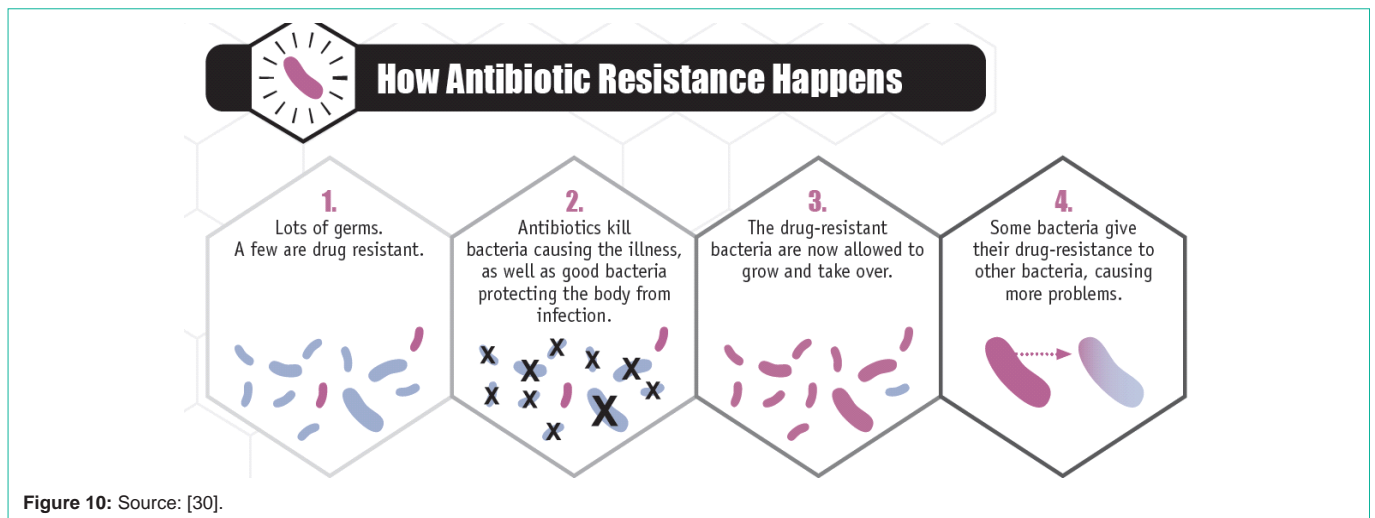 How Antibiotic Resistance Happens
1.
Lots of germs.
A few are drug resistant.
2.
Antibiotics kill
bacteria causing the illness,
as well as good bacteria
protecting the body from
infection.
X X X X X X X X X X
3.
The drug-resistant
bacteria are now allowed to
grow and take over.
4.
Some bacteria give
their drug-resistance to
other bacteria, causing
more problems.
Figure 10: Source: [30].